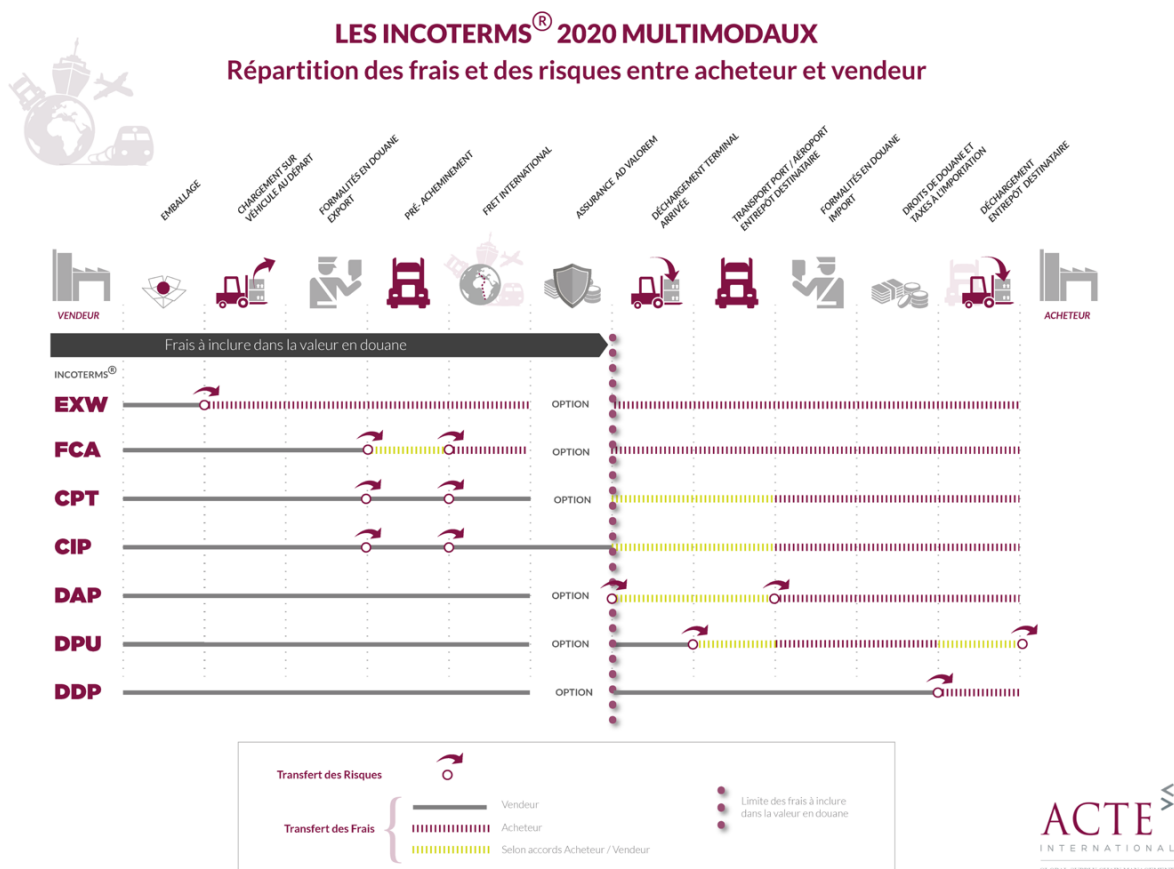 LES INCOTERMS® 2020 MULTIMODAUX
Répartition des frais et des risques entre acheteur et vendeur
EMBALLAGE
CHARGEMENT SUR
VÉHICULE AU DÉPART
FORMALITÉS EN DOUANE
EXPORT
PRÉ- ACHEMINEMENT
FRET INTERNATIONAL
ASSURANCE AD VALOREM
DÉCHARGEMENT TERMINAL
ARRIVÉE
TRANSPORT PORT / AÉROPORT
ENTREPÔT DESTINATAIRE
FORMALITÉS EN DOUANE
IMPORT
DROITS DE DOUANE ET
TAXES À L'IMPORTATION
DÉCHARGEMENT
ENTREPÔT DESTINATAIRE
VENDEUR
ACHETEUR
Frais à inclure dans la valeur en douane
INCOTERMS®
EXW
OPTION
FCA
OPTION
CPT
OPTION
CIP
DAP
OPTION
DPU
OPTION
DDP
OPTION
Transfert des Risques
Transfert des Frais
Vendeur
Acheteur
Selon accords Acheteur / Vendeur
Limite des frais à inclure
dans la valeur en douane
ACTE
INTERNATIONAL